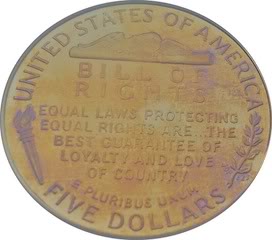 UNITED STATES OF AMERICA
BILL OF
RIGHTS
EQUAL LAWS PROTECTING
EQUAL RIGHTS ARE...THE
BEST GUARANTEE OF
LOYALTY AND LOVE
OF COUNTRY
E PLURIBUS UNUM
FIVE DOLLARS